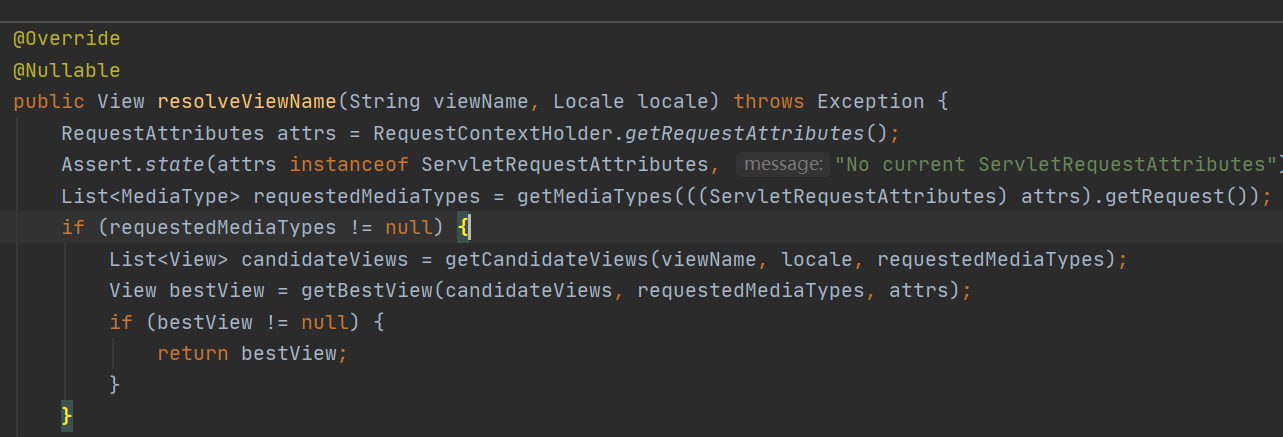 @Override
@Nullable
public View resolveViewName(String viewName, Locale locale) throws Exception {
RequestAttributes attrs = RequestContextHolder.getRequestAttributes();
Assert.state(attrs instanceof ServletRequestAttributes, message: "No current ServletRequestAttributes")
List<MediaType> requestedMediaTypes = getMediaTypes(((ServletRequestAttributes) attrs).getRequest());
if (requestedMediaTypes != null) {
List<View> candidateViews = getCandidateViews(viewName, locale, requestedMediaTypes);
View bestView = getBestView(candidateViews, requestedMediaTypes, attrs);
if (bestView != null) {
return bestView;
}
}